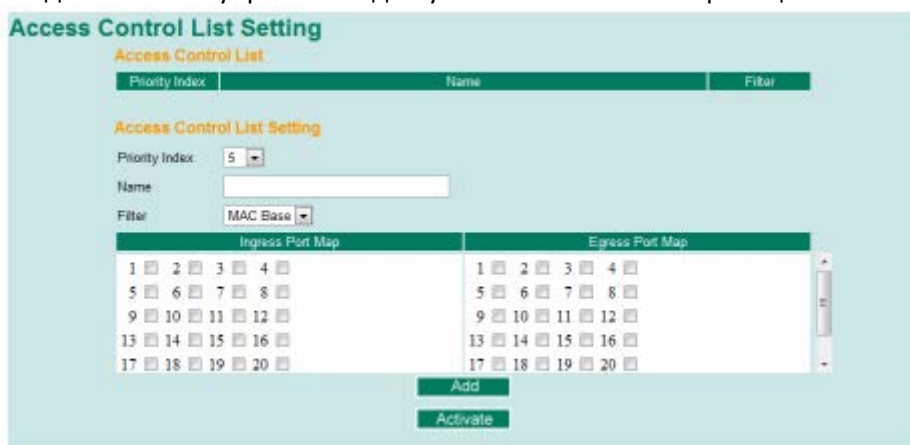 Access Control List Setting
Access Control List
Priority Index Name Filter
Access Control List Setting
Priority Index 5
Name
Filter MAC Base
Ingress Port Map Egress Port Map
1 2 3 4 1 2 3 4
5 6 7 8 5 6 7 8
9 10 11 12 9 10 11 12
13 14 15 16 13 14 15 16
17 18 19 20 17 18 19 20
Add
Activate